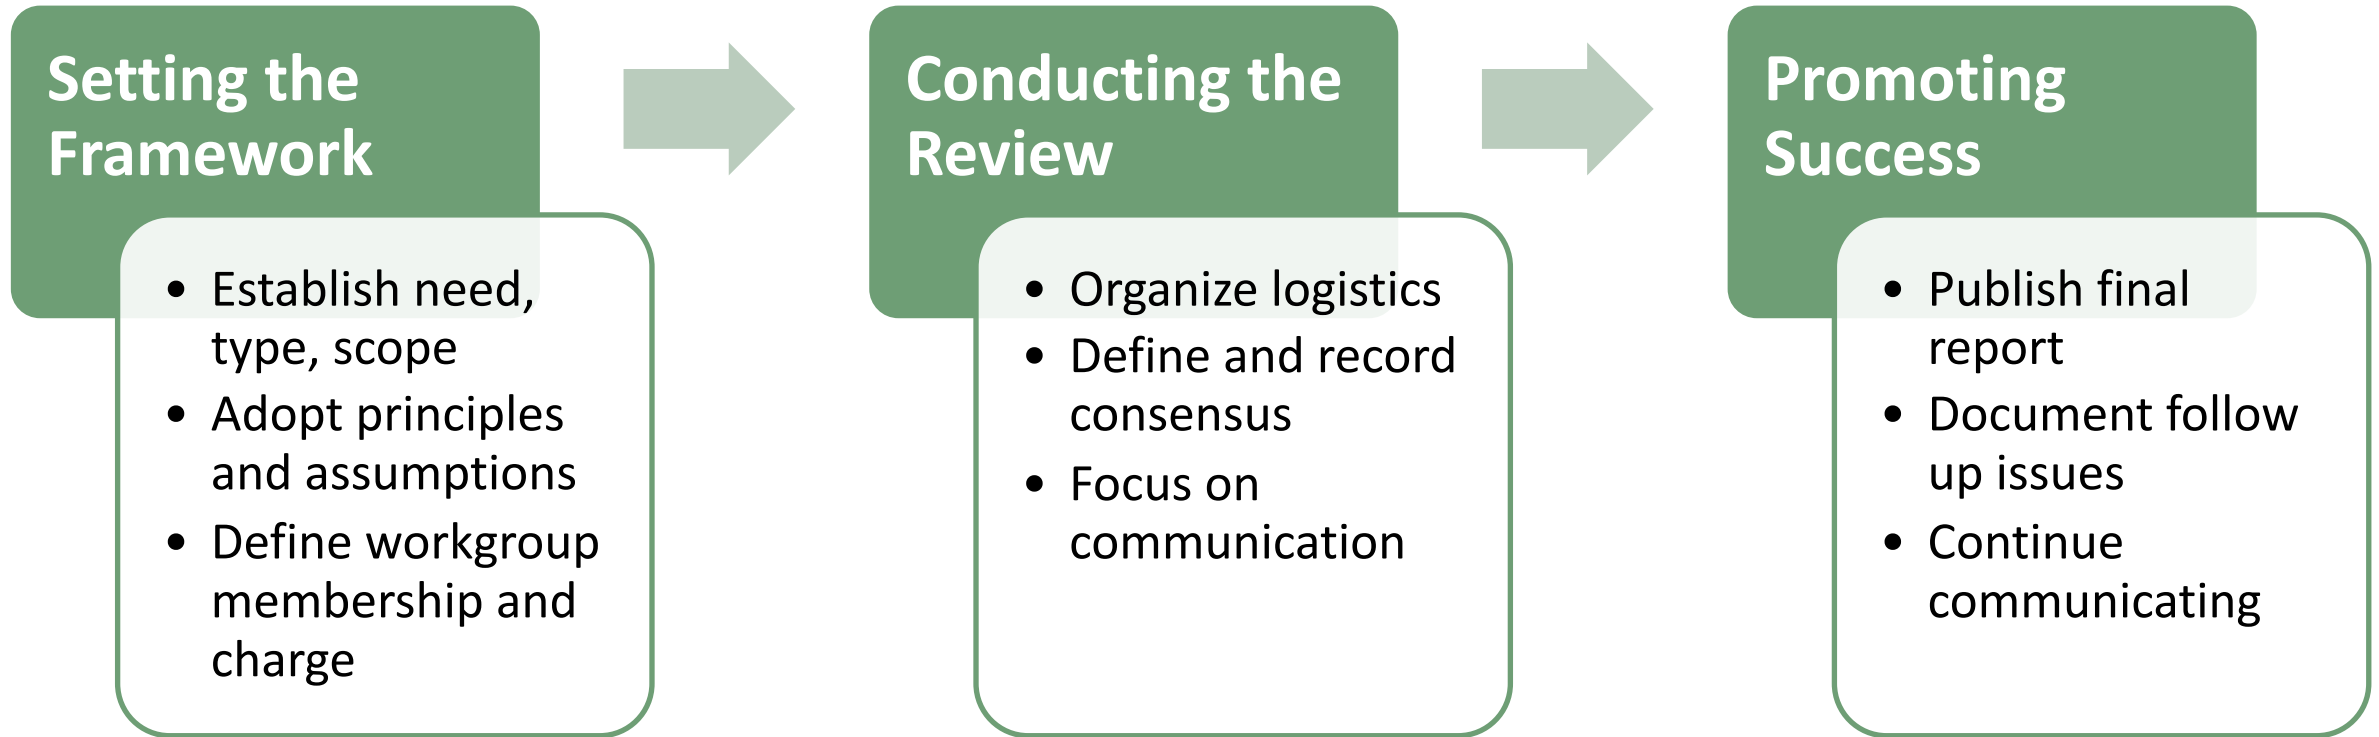 Setting the
Framework
• Establish need,
type, scope
• Adopt principles
and assumptions
• Define workgroup
membership and
charge
Conducting the
Review
• Organize logistics
• Define and record
consensus
• Focus on
communication
Promoting
Success
• Publish final
report
• Document follow
up issues
• Continue
communicating